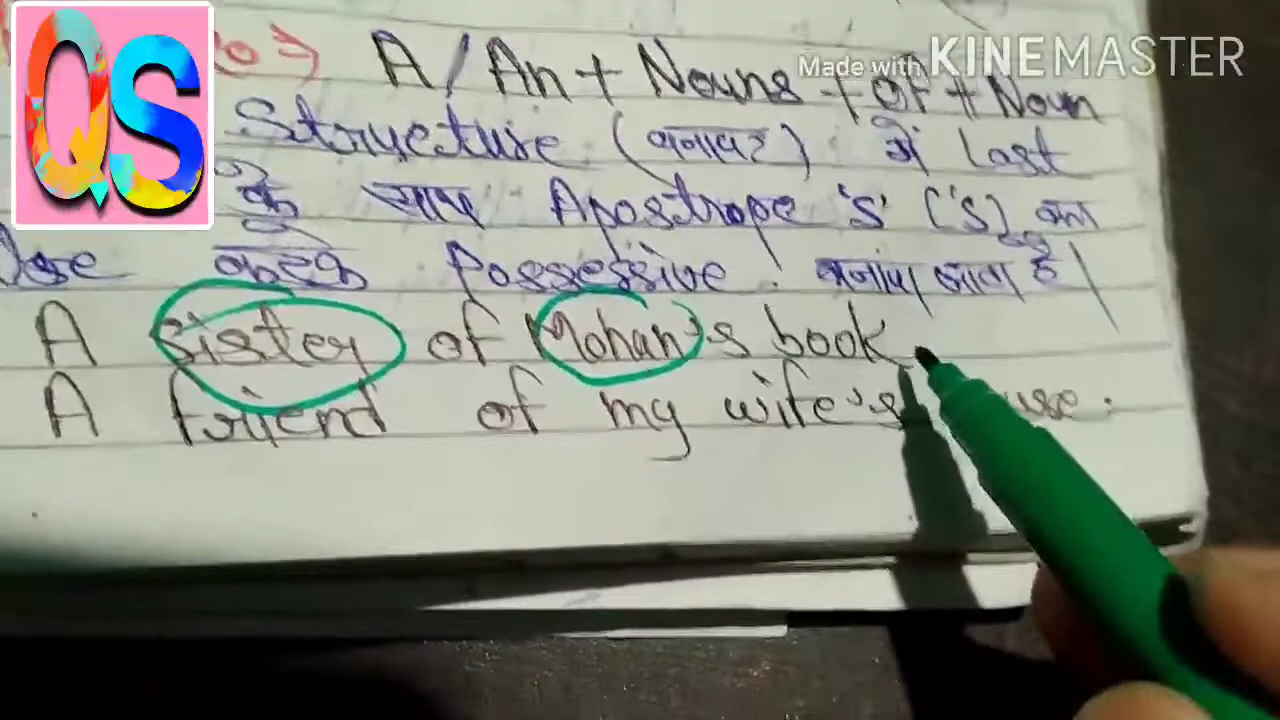 QS
Made with KINEMASTER
A/An + Nouns + OF + Noun
Structure (बनावट) में Last
के साथ Apostrope 'S' ('S) का
Use करके Possessive. बनाया जाता है|
A Sister of Mohan's book
A friend of my wife's